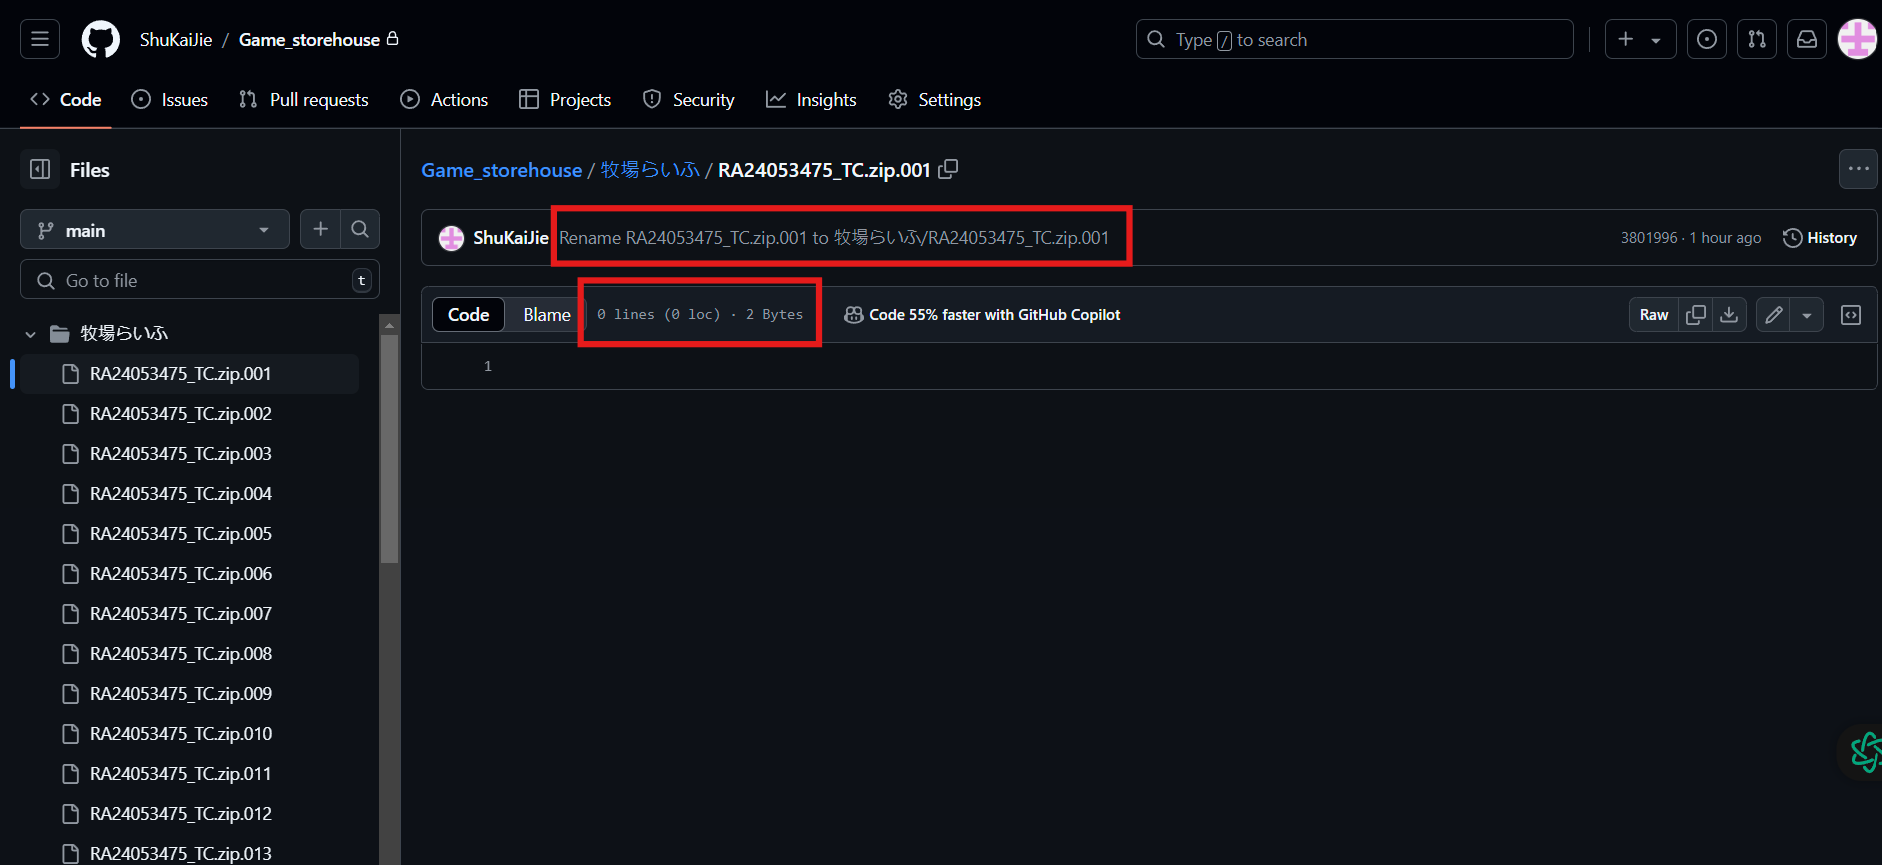 ShuKaiJie / Game_storehouse
Type / to search
Code Issues Pull requests Actions Projects Security Insights Settings
Files
main
Go to file t
牧場らいふ
RA24053475_TC.zip.001
RA24053475_TC.zip.002
RA24053475_TC.zip.003
RA24053475_TC.zip.004
RA24053475_TC.zip.005
RA24053475_TC.zip.006
RA24053475_TC.zip.007
RA24053475_TC.zip.008
RA24053475_TC.zip.009
RA24053475_TC.zip.010
RA24053475_TC.zip.011
RA24053475_TC.zip.012
RA24053475_TC.zip.013
Game_storehouse / 牧場らいふ / RA24053475_TC.zip.001
ShuKaiJie Rename RA24053475_TC.zip.001 to 牧場らいふ/RA24053475_TC.zip.001 3801996 · 1 hour ago History
Code Blame 0 lines (0 loc) · 2 Bytes Code 55% faster with GitHub Copilot Raw
1